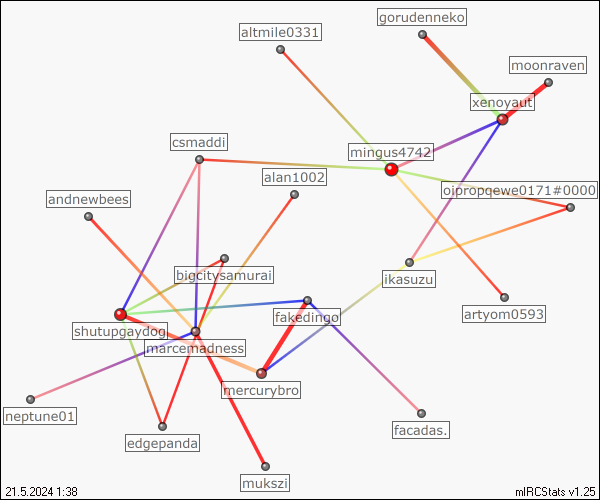 gorudenneko
altmile0331
moonraven
xenoyaut
csmaddi
mingus4742
alan1002
ojpropqewe0171#0000
andnewbees
bigcitysamurai
ikasuzu
artyom0593
fakedingo
shutupgaydog
marcemadness
mercurybro
neptune01
facadas.
edgepanda
mukszi
21.5.2024 1:38
mIRCStats v1.25